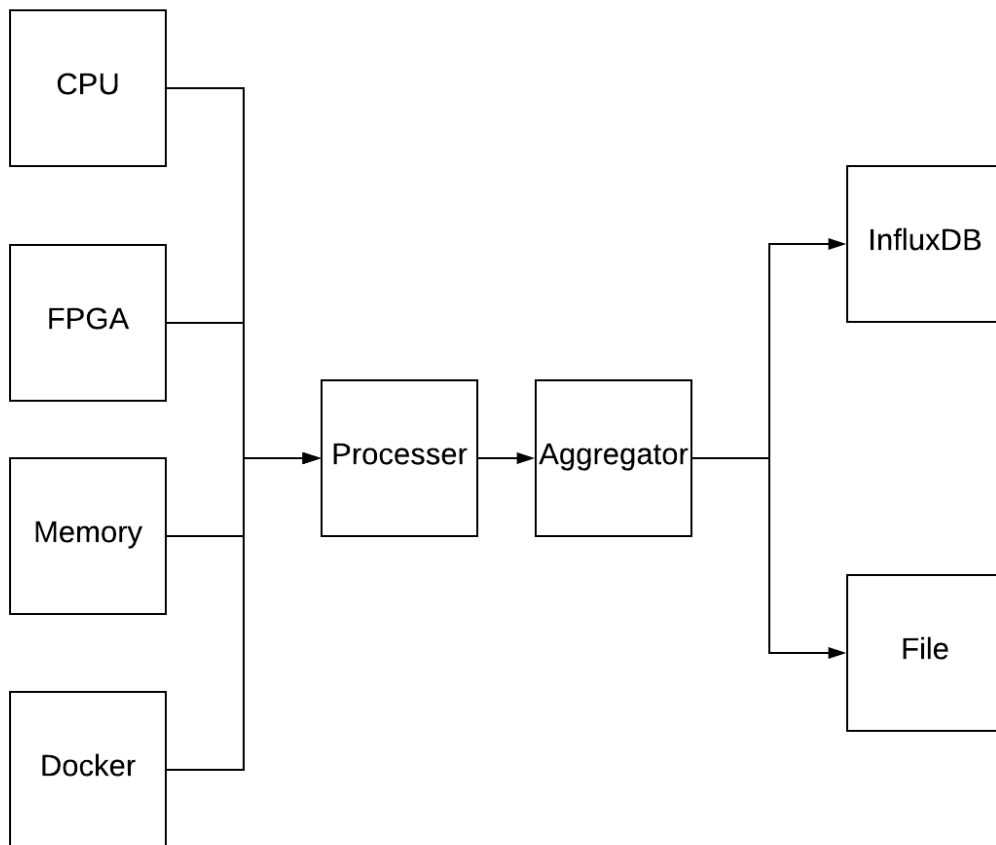 CPU
FPGA
Memory
Docker
Processer
Aggregator
InfluxDB
File